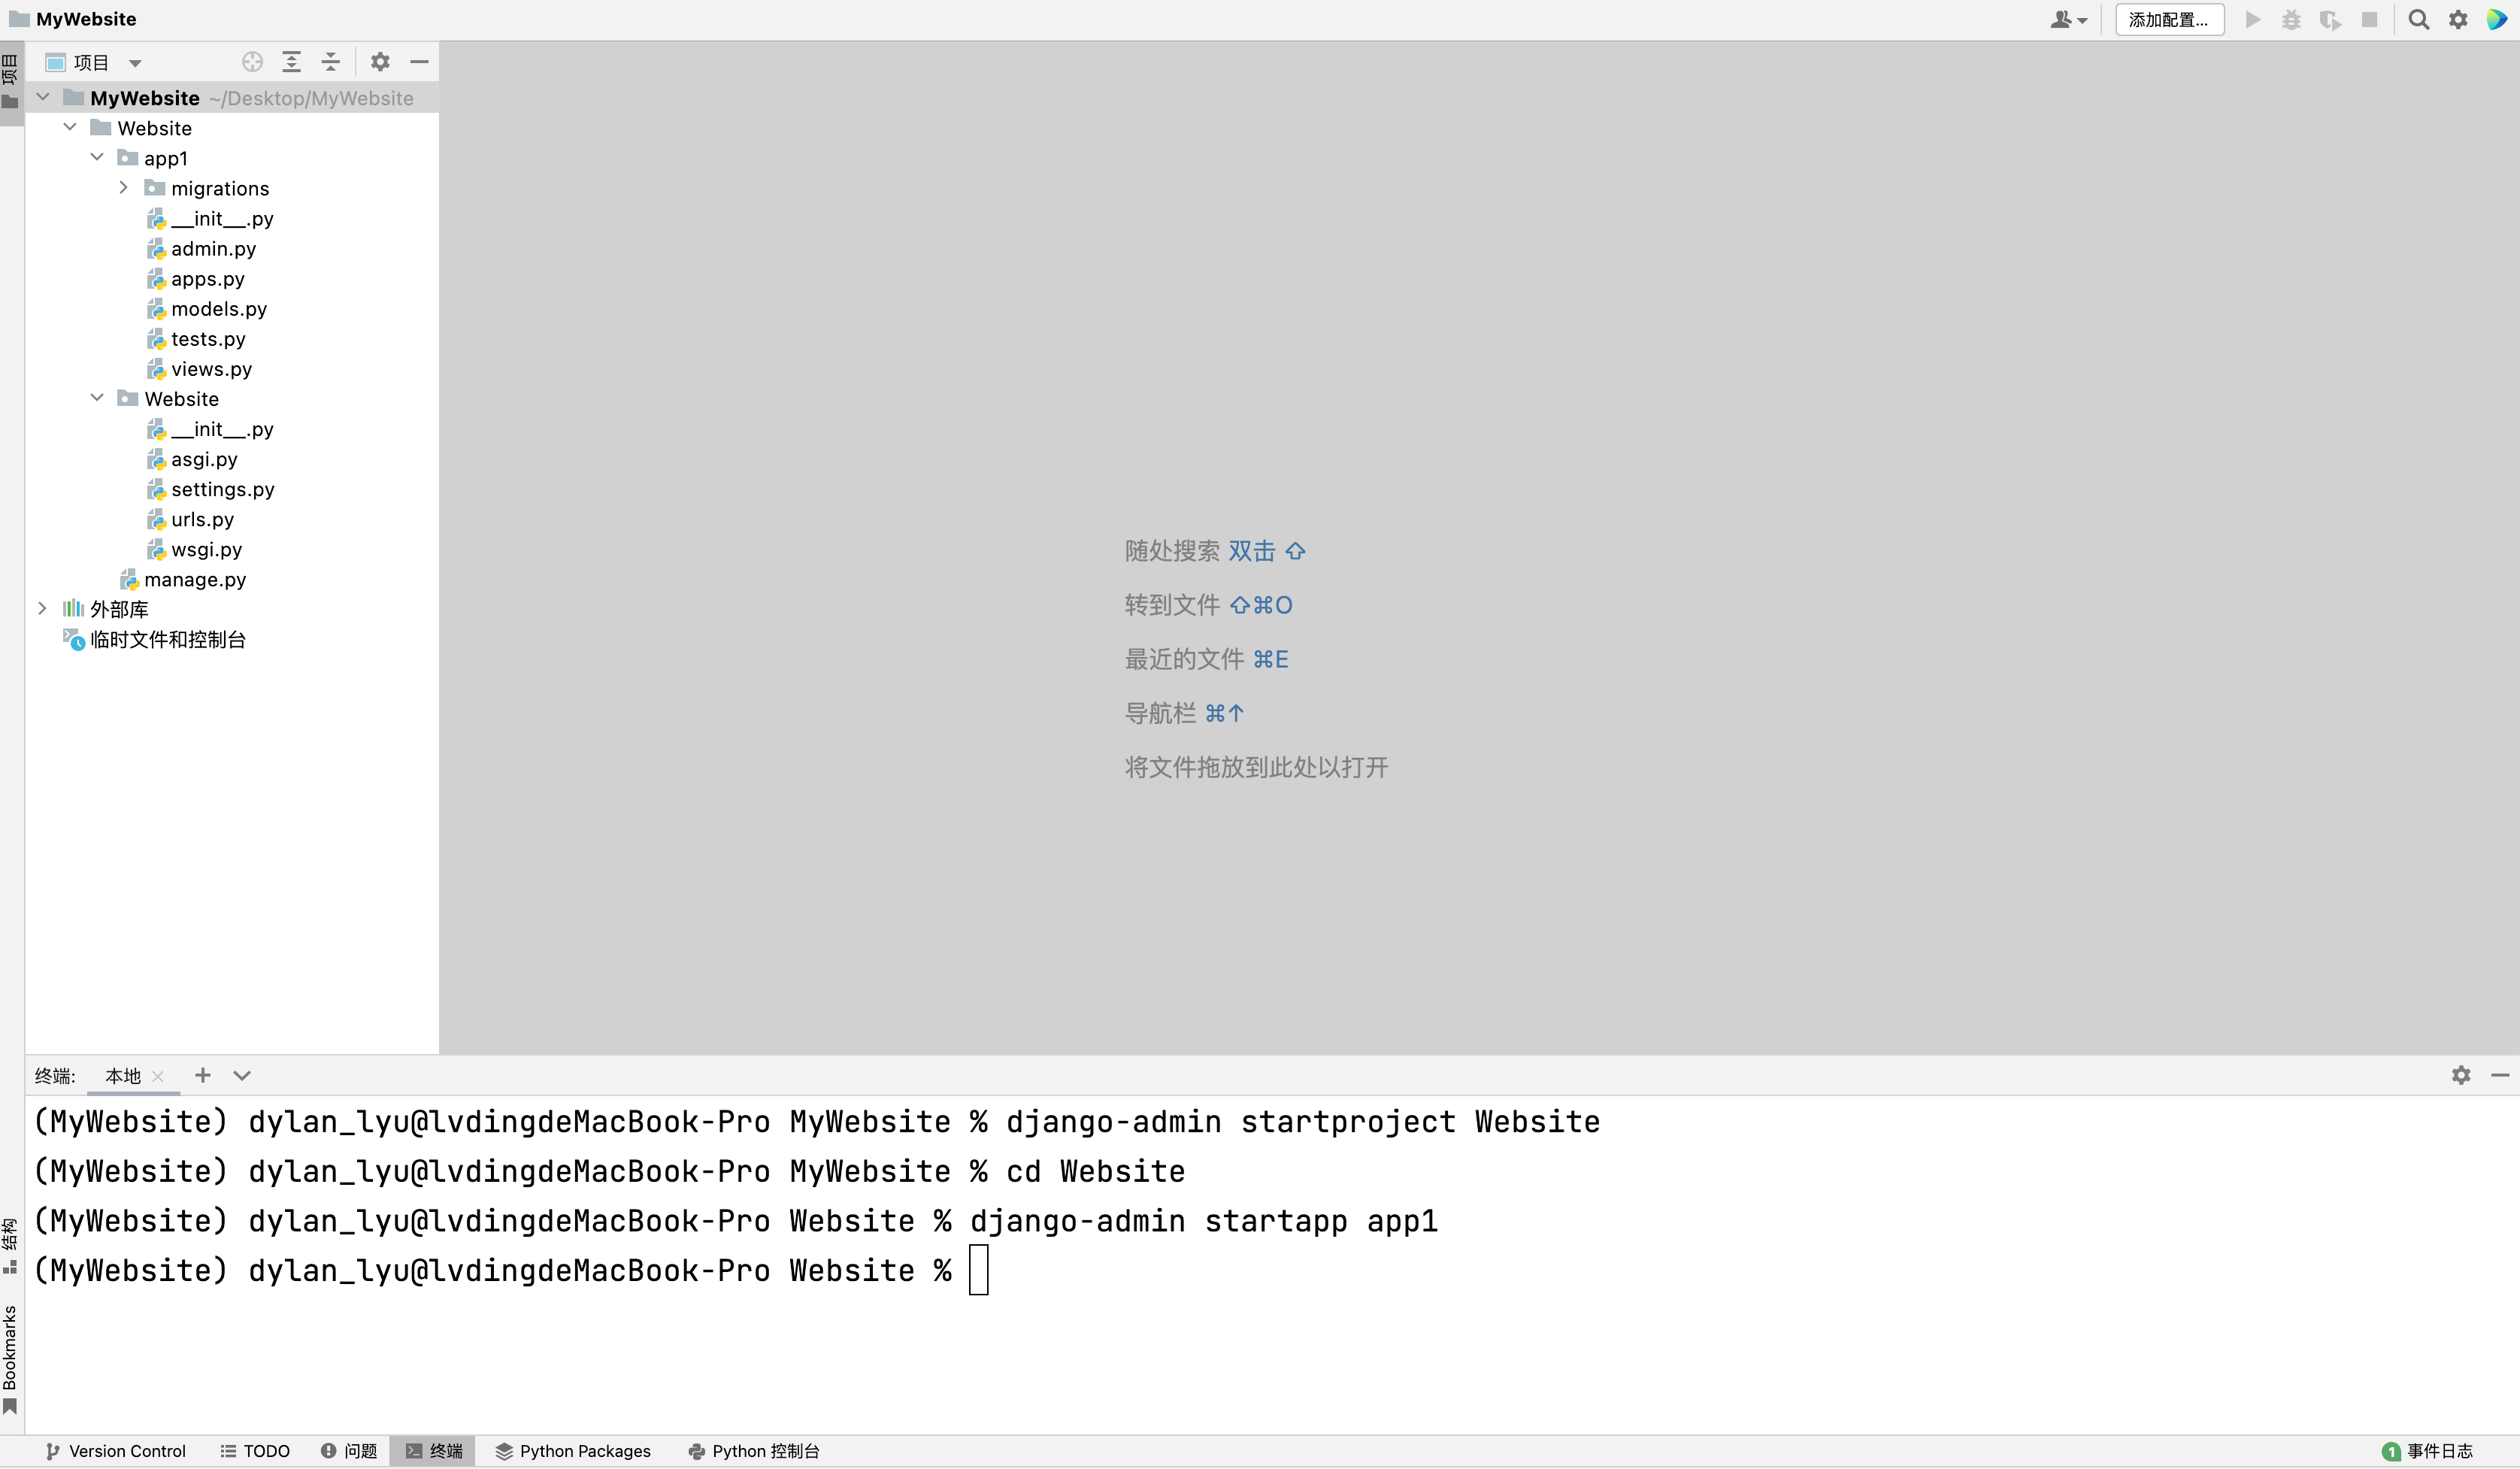 MyWebsite
添加配置...
项目
项目
MyWebsite ~/Desktop/MyWebsite
Website
app1
migrations
__init__.py
admin.py
apps.py
models.py
tests.py
views.py
Website
__init__.py
asgi.py
settings.py
urls.py
wsgi.py
manage.py
外部库
临时文件和控制台
随处搜索 双击 ⇧
转到文件 ⇧⌘O
最近的文件 ⌘E
导航栏 ⌘↑
将文件拖放到此处以打开
终端: 本地
(MyWebsite) dylan_lyu@lvdingdeMacBook-Pro MyWebsite % django-admin startproject Website
(MyWebsite) dylan_lyu@lvdingdeMacBook-Pro MyWebsite % cd Website
(MyWebsite) dylan_lyu@lvdingdeMacBook-Pro Website % django-admin startapp app1
(MyWebsite) dylan_lyu@lvdingdeMacBook-Pro Website %
结构
Bookmarks
Version Control TODO 问题 终端 Python Packages Python 控制台 1 事件日志